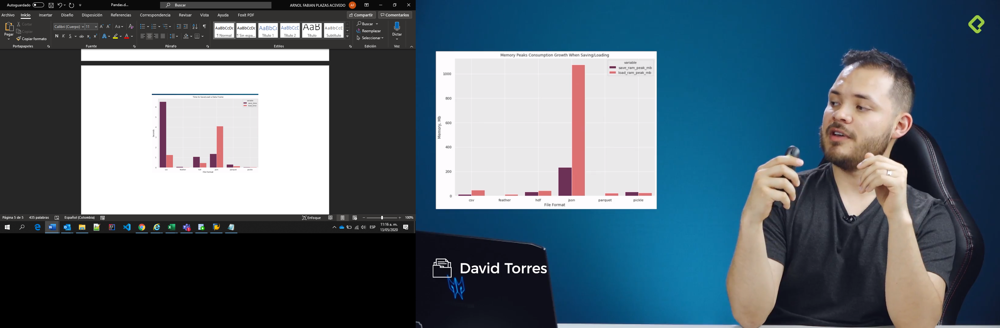 Autoguardado
Pandas.d...
Buscar
ARNOL FABIAN PLAZAS ACEVEDO
AF
Archivo Inicio Insertar Diseño Disposición Referencias Correspondencia Revisar Vista Ayuda Foxit PDF
Compartir
Comentarios
Pegar
Cortar
Copiar
Copiar formato
Portapapeles
Calibri (Cuerpo) 11
N K S ab x₂ x²
Fuente
Párrafo
AaBbCcDc AaBbCcDc AaBbCc AaBbCcE AaB AaBbCcD
¶ Normal ¶ Sin espa... Título 1 Título 2 Título Subtítulo
Estilos
Buscar
Reemplazar
Seleccionar
Edición
Dictar
Voz
Time to Save/Load a Data Frame
variable
save_time
load_time
Seconds
6
5
4
3
2
1
0
csv feather hdf json parquet pickle
File Format
Página 5 de 5 435 palabras Español (Colombia) Enfoque 100%
ESP
11:16 a. m.
13/05/2020
Memory Peaks Consumption Growth When Saving/Loading
variable
save_ram_peak_mb
load_ram_peak_mb
Memory, Mb
1000
800
600
400
200
0
csv feather hdf json parquet pickle
File Format
David Torres